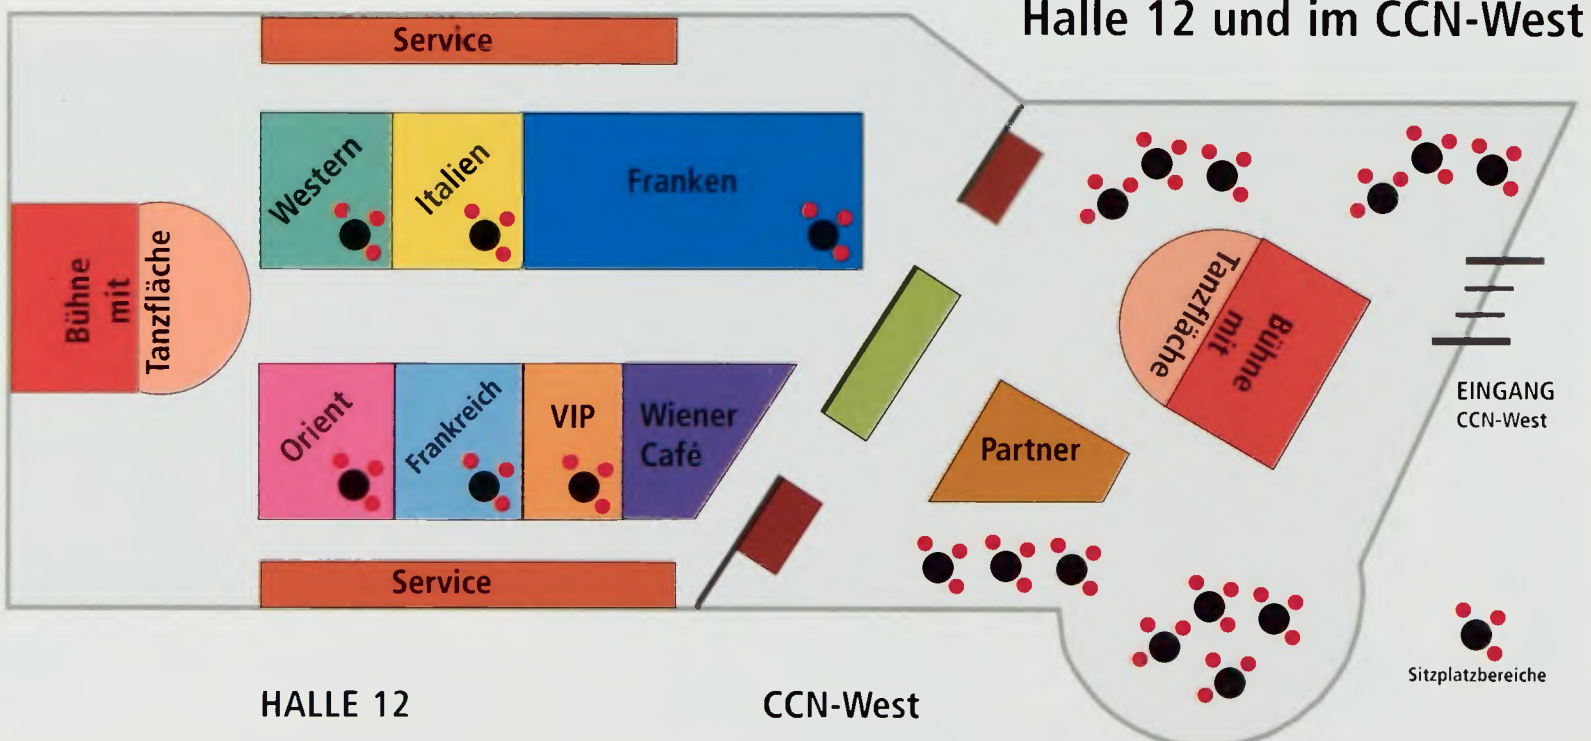 Halle 12 und im CCN-West
Service
Western
Italien
Franken
Bühne
mit
Tanzfläche
Tanzfläche
mit
Bühne
EINGANG
CCN-West
Orient
Frankreich
VIP
Wiener
Café
Partner
Service
Sitzplatzbereiche
HALLE 12
CCN-West